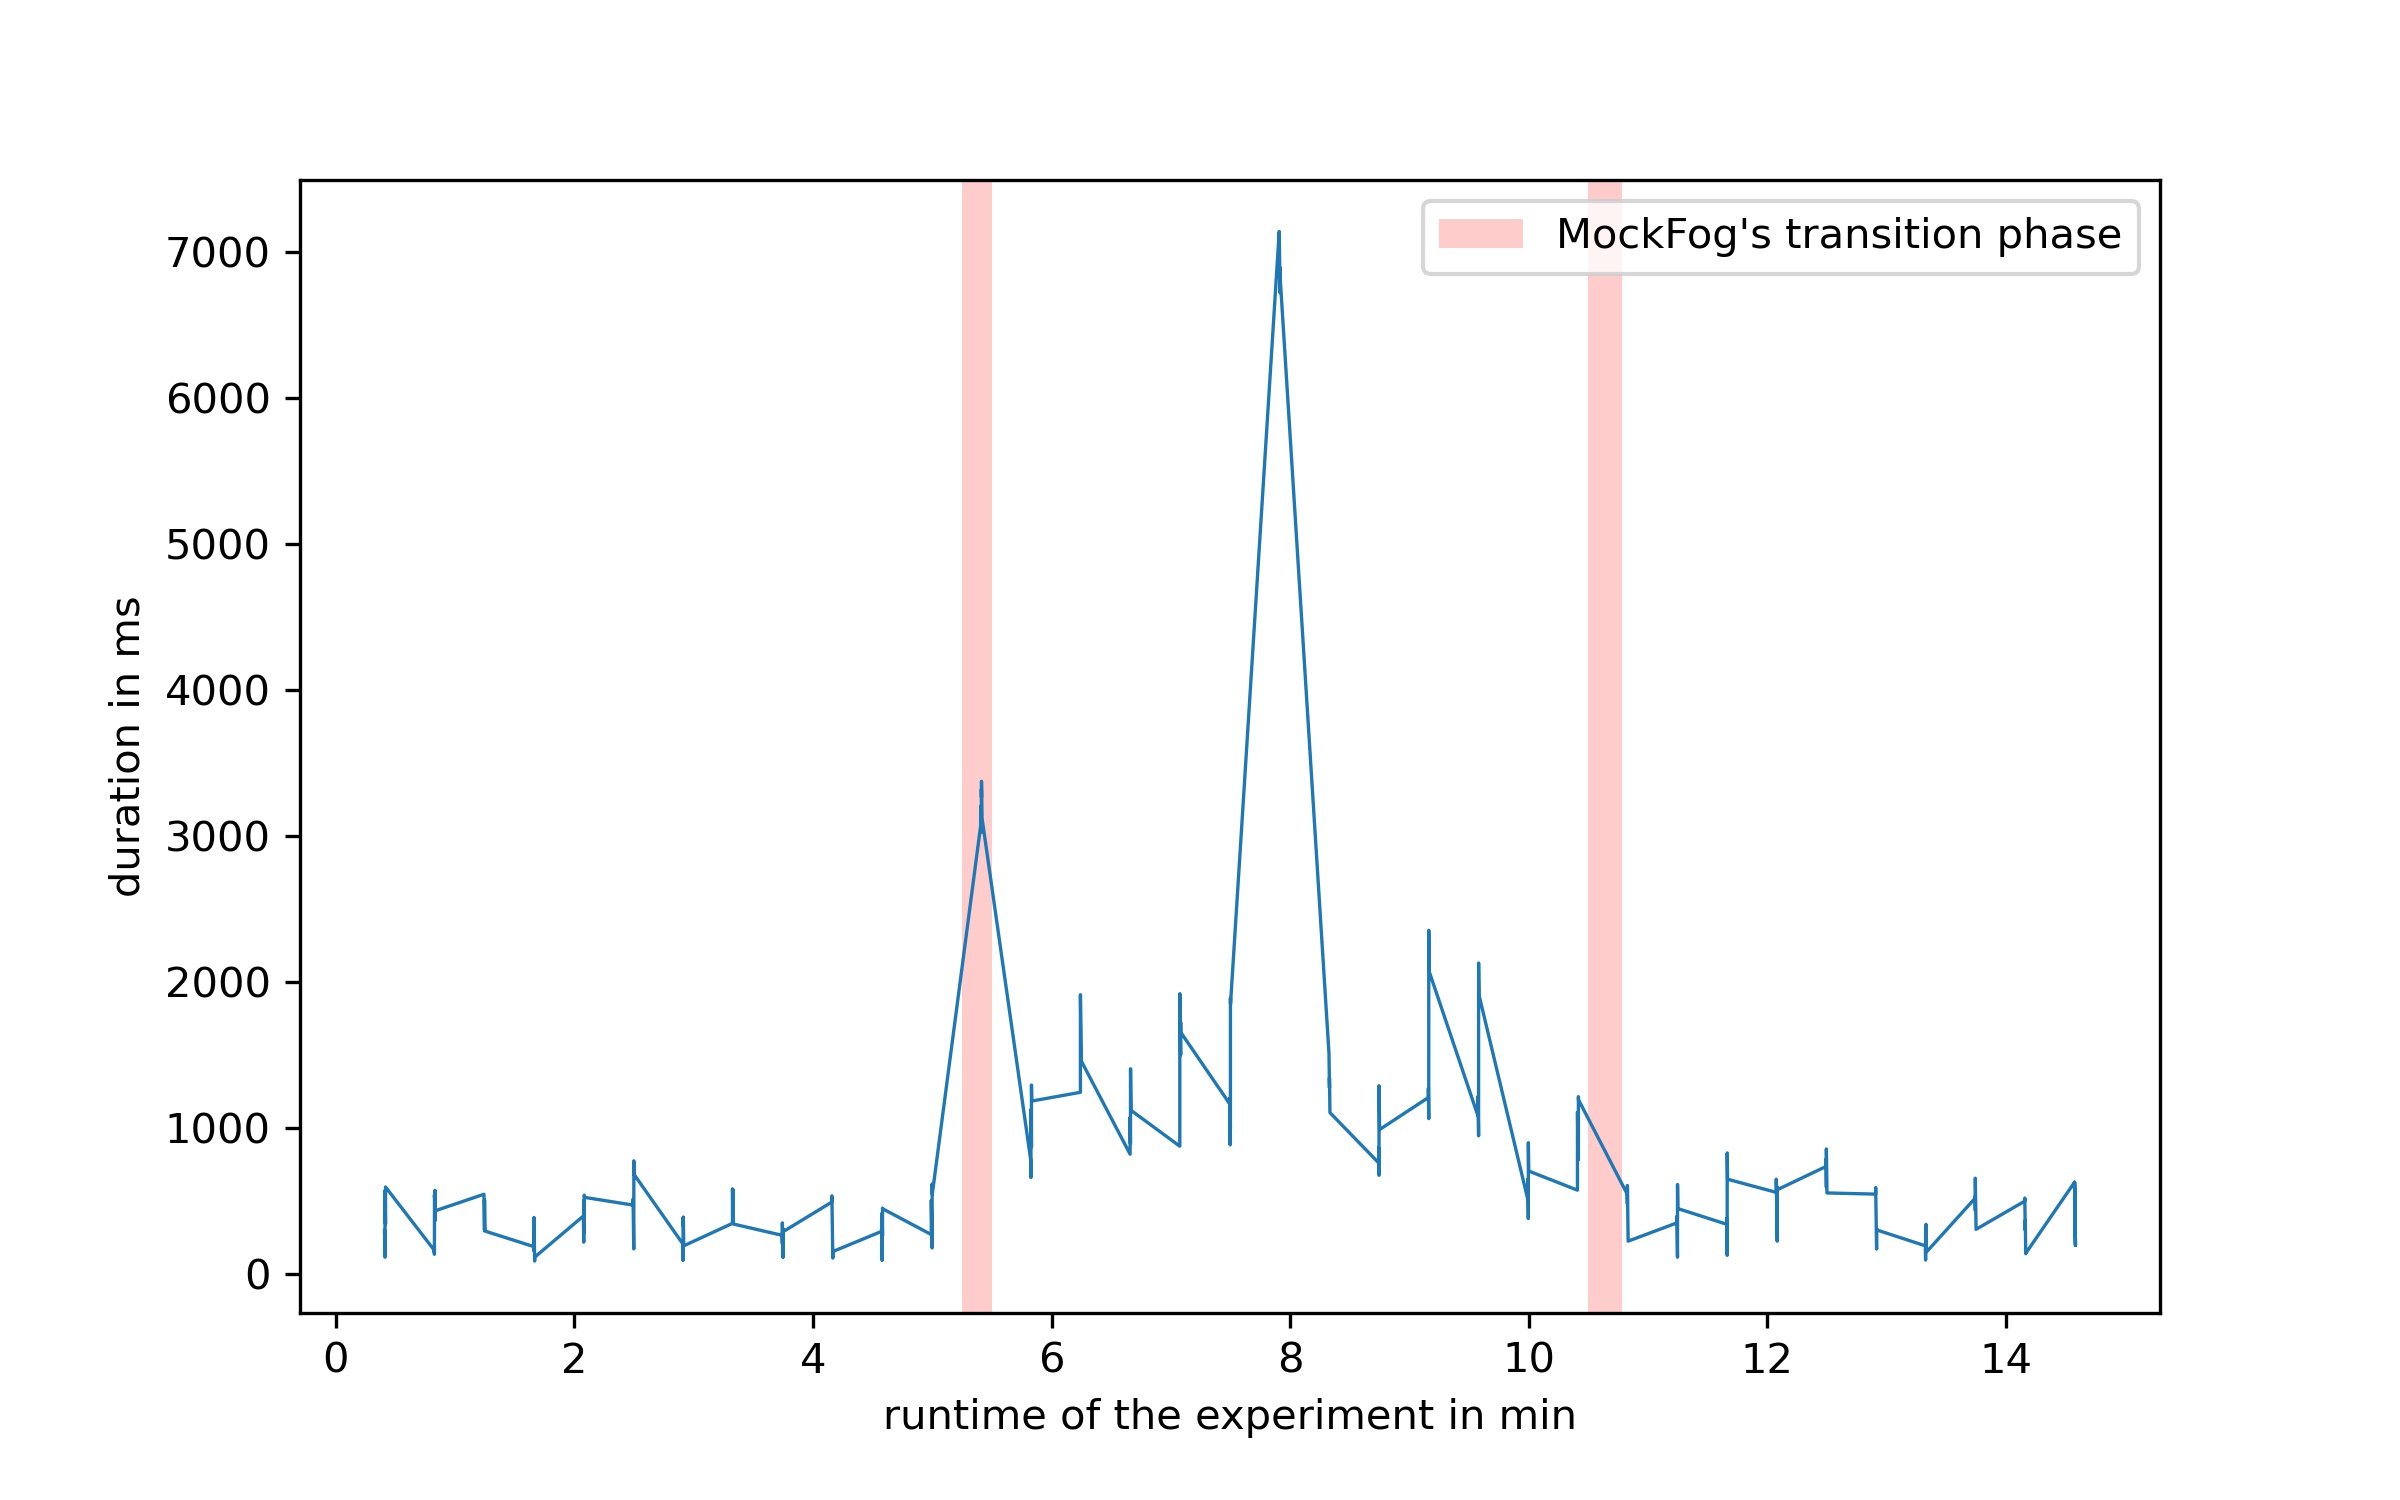 MockFog's transition phase
7000
6000
5000
4000
3000
2000
1000
0
duration in ms
0 2 4 6 8 10 12 14
runtime of the experiment in min